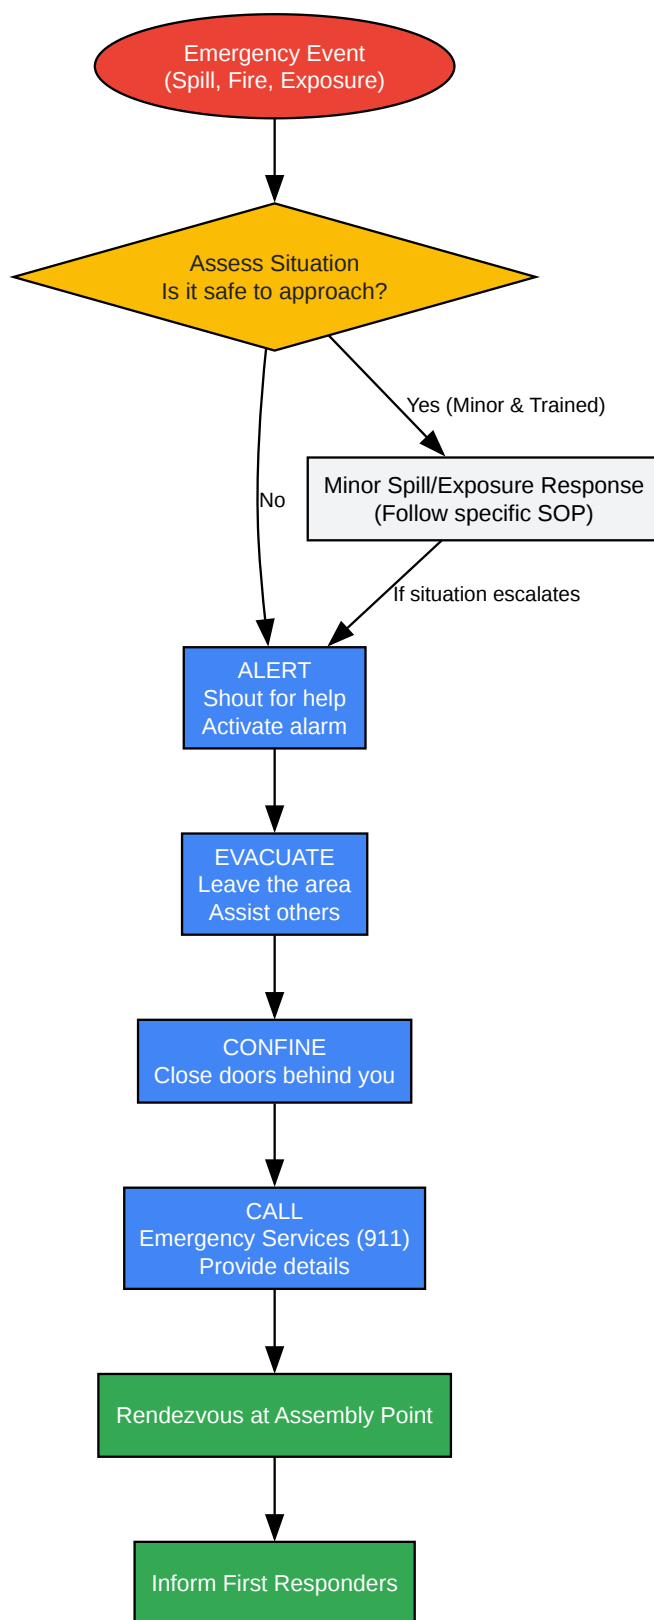 Emergency Event
(Spill, Fire, Exposure)
Assess Situation
Is it safe to approach?
Yes (Minor & Trained)
Minor Spill/Exposure Response
(Follow specific SOP)
No
If situation escalates
ALERT
Shout for help
Activate alarm
EVACUATE
Leave the area
Assist others
CONFINE
Close doors behind you
CALL
Emergency Services (911)
Provide details
Rendezvous at Assembly Point
Inform First Responders